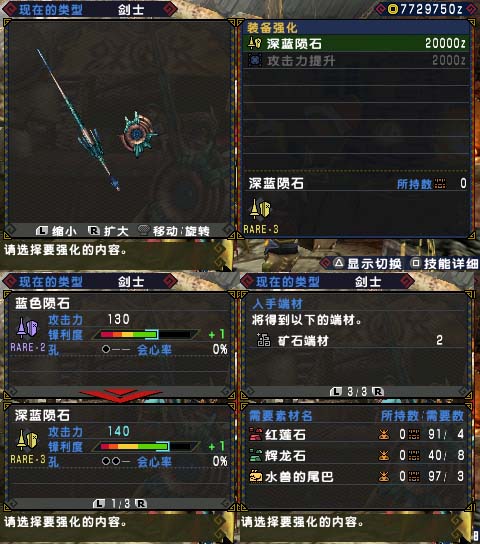 现在的类型 剑士
7729750z
装备强化
深蓝陨石 20000z
攻击力提升 2000z
深蓝陨石 所持数 0
RARE-3
L 缩小 R 扩大 移动/旋转
请选择要强化的内容。
△显示切换 □技能详细
现在的类型 剑士
蓝色陨石
攻击力 130
锋利度 +1
RARE-2
孔 ●── 会心率 0%
深蓝陨石
攻击力 140
锋利度 +1
RARE-3
孔 ●●─ 会心率 0%
L 1/3 R
请选择要强化的内容。
现在的类型 剑士
入手端材
将得到以下的端材。
矿石端材 2
L 3/3 R
需要素材名 所持数/需要数
红莲石 0 91/ 4
辉龙石 0 40/ 8
水兽的尾巴 0 97/ 3
请选择要强化的内容。